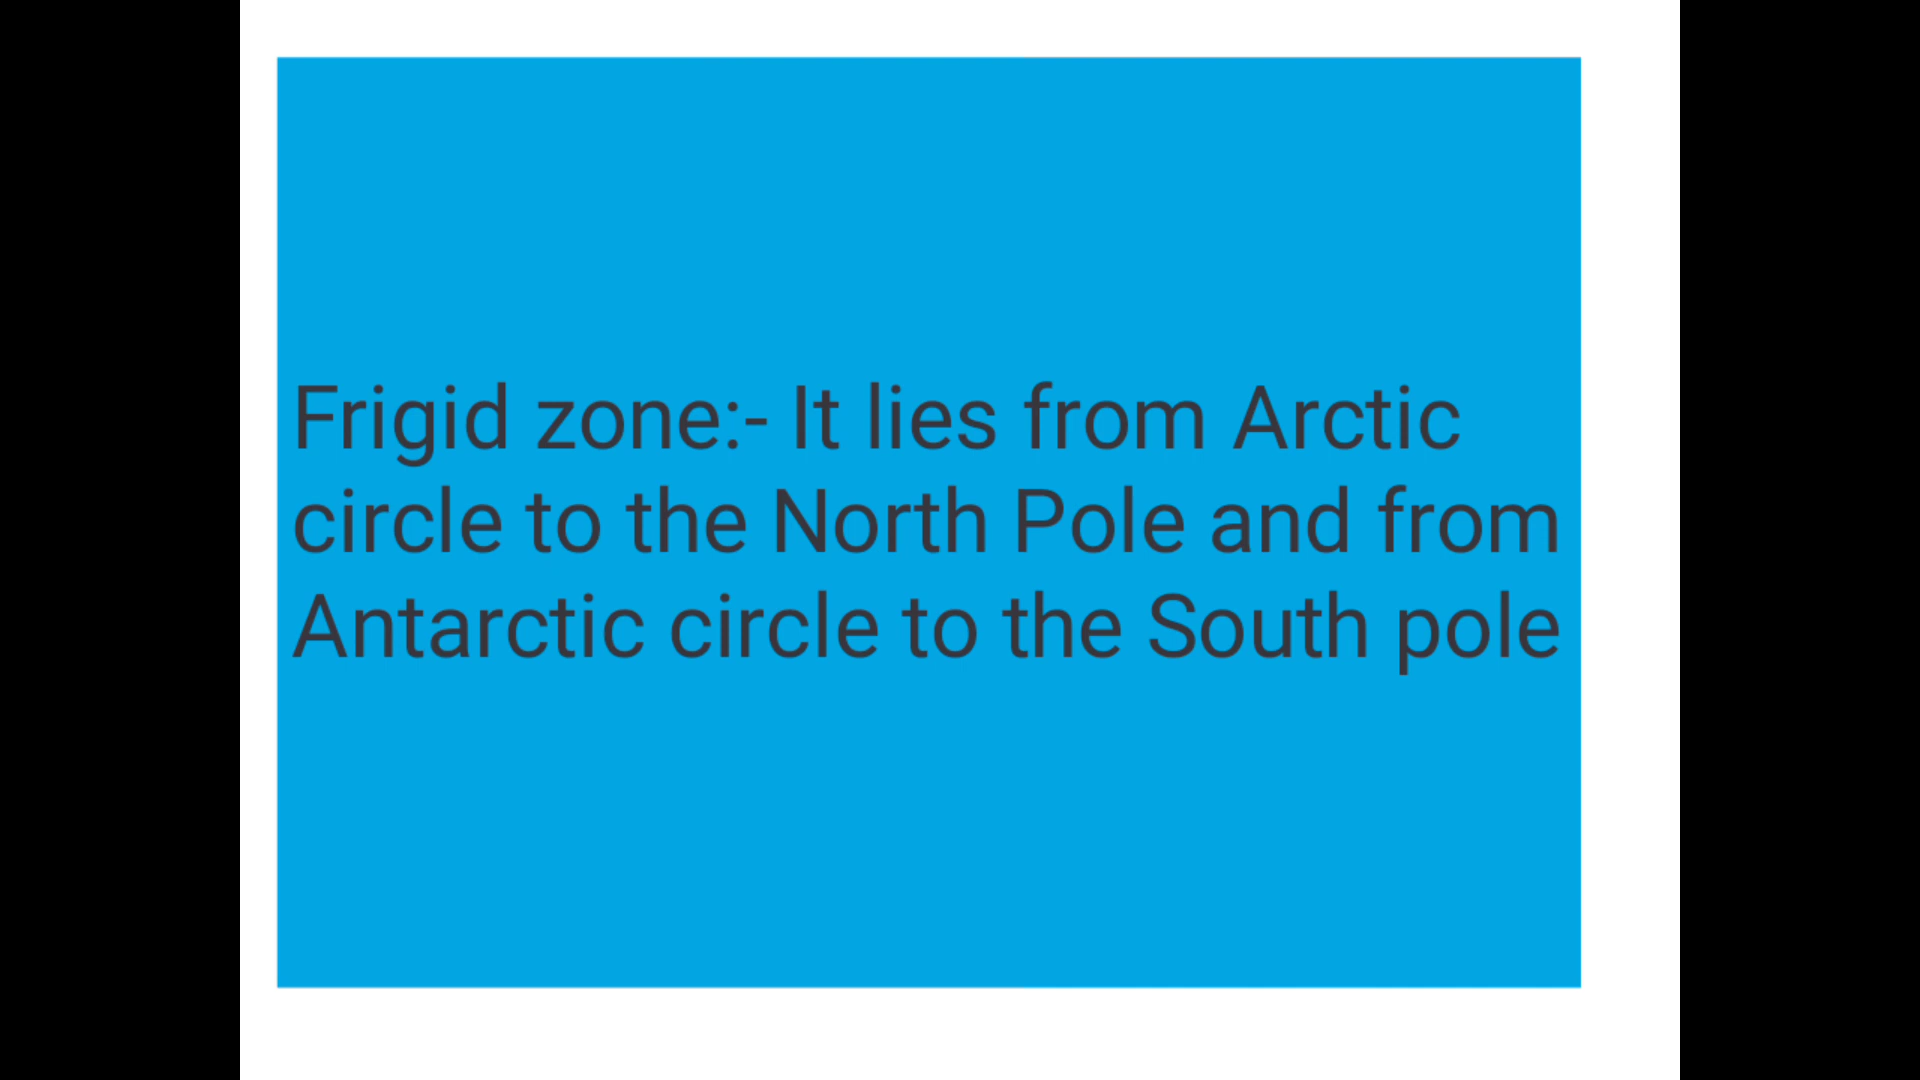 Frigid zone:- It lies from Arctic
circle to the North Pole and from
Antarctic circle to the South pole